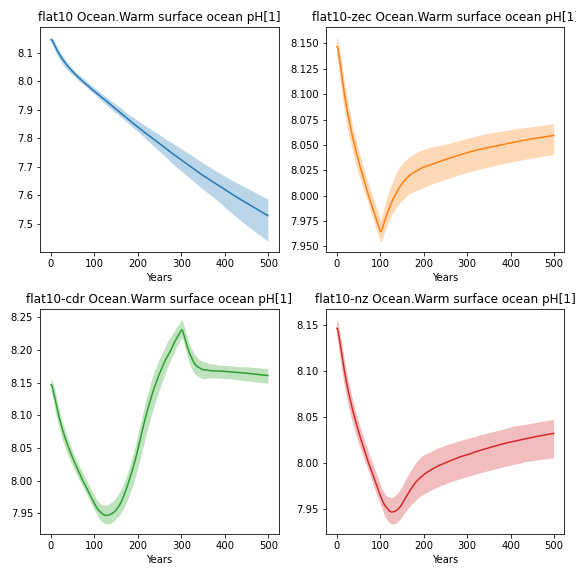 flat10 Ocean.Warm surface ocean pH[1]
8.1
8.0
7.9
7.8
7.7
7.6
7.5
0 100 200 300 400 500
Years
flat10-zec Ocean.Warm surface ocean pH[1]
8.150
8.125
8.100
8.075
8.050
8.025
8.000
7.975
7.950
0 100 200 300 400 500
Years
flat10-cdr Ocean.Warm surface ocean pH[1]
8.25
8.20
8.15
8.10
8.05
8.00
7.95
0 100 200 300 400 500
Years
flat10-nz Ocean.Warm surface ocean pH[1]
8.15
8.10
8.05
8.00
7.95
0 100 200 300 400 500
Years